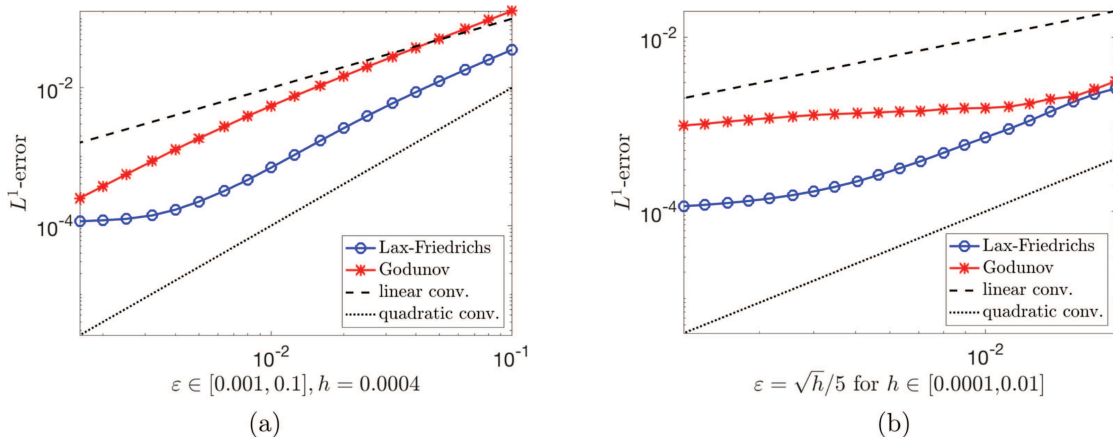 10^-2
10^-4
L^1-error
Lax-Friedrichs
Godunov
linear conv.
quadratic conv.
10^-2
10^-1
ε ∈ [0.001, 0.1], h = 0.0004
(a)
10^-2
10^-4
L^1-error
Lax-Friedrichs
Godunov
linear conv.
quadratic conv.
10^-2
ε = √h/5 for h ∈ [0.0001,0.01]
(b)